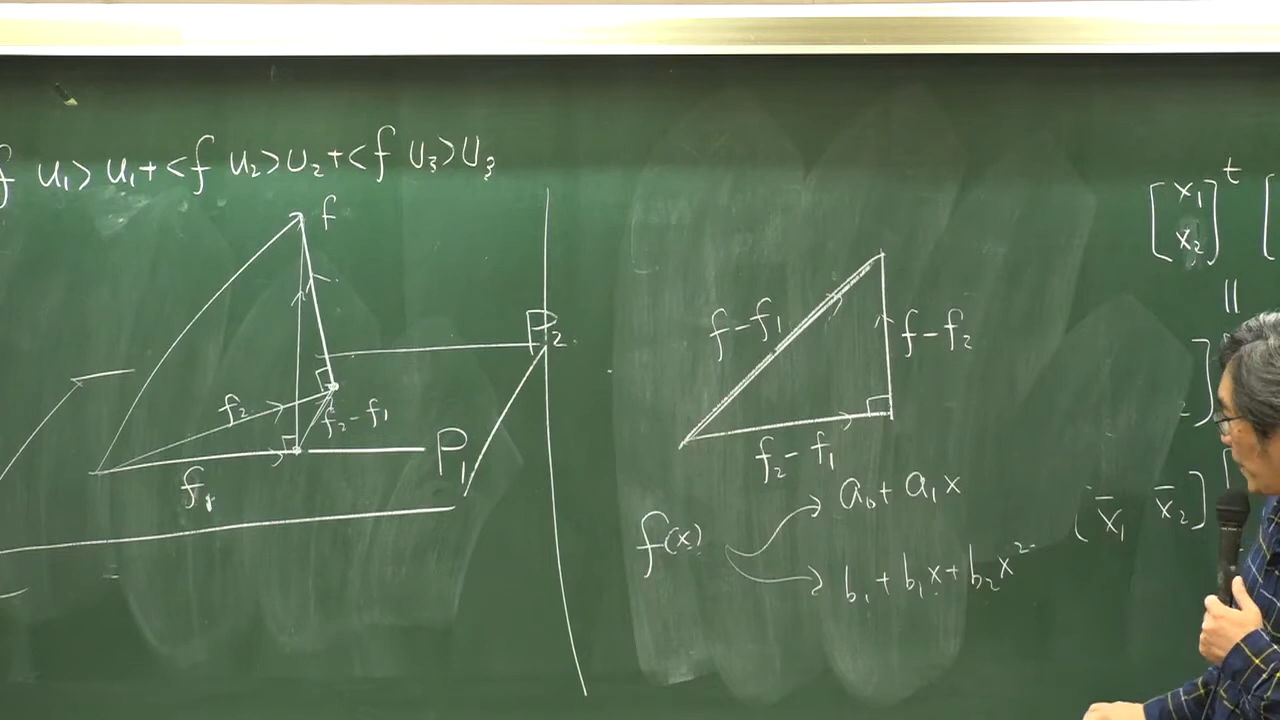 f u₁> u₁ + <f u₂> u₂ + <f u₃> u₃
f
P₂
f₂
f₂ - f₁
P₁
f₁
f - f₁
f - f₂
f₂ - f₁
f(x)
a₀ + a₁ x
b₁ + b₁ x + b₂ x²
[x₁ x₂]ᵗ [
||
x̄₁ x̄₂]